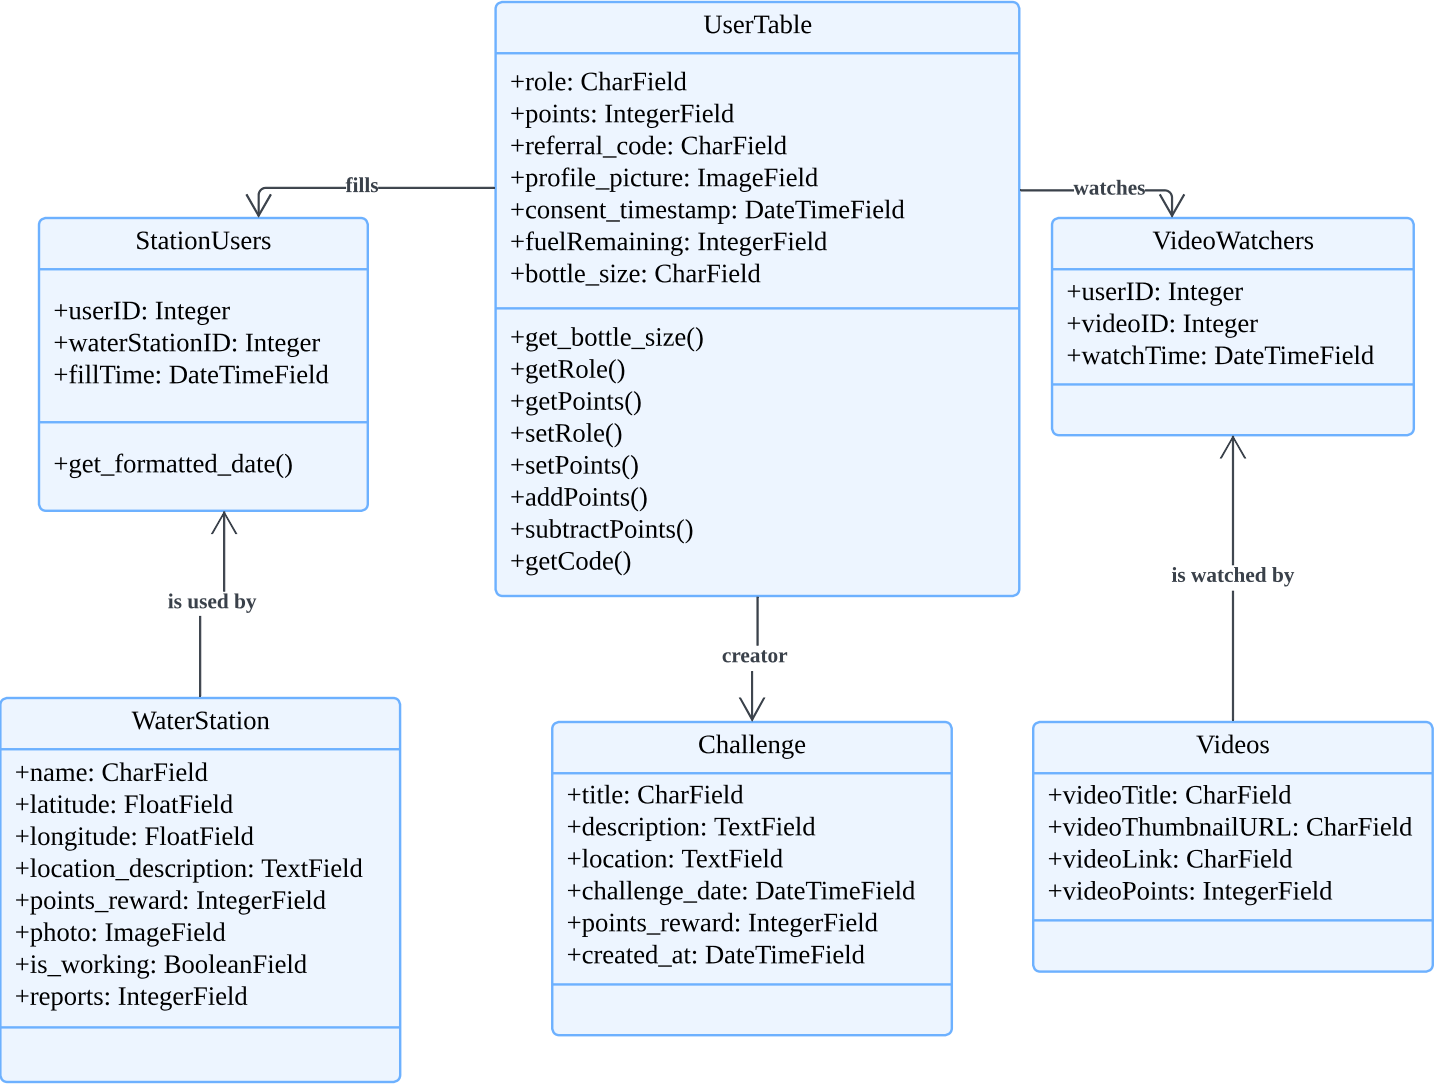 UserTable
+role: CharField
+points: IntegerField
+referral_code: CharField
+profile_picture: ImageField
+consent_timestamp: DateTimeField
+fuelRemaining: IntegerField
+bottle_size: CharField
+get_bottle_size()
+getRole()
+getPoints()
+setRole()
+setPoints()
+addPoints()
+subtractPoints()
+getCode()
fills
watches
StationUsers
+userID: Integer
+waterStationID: Integer
+fillTime: DateTimeField
+get_formatted_date()
VideoWatchers
+userID: Integer
+videoID: Integer
+watchTime: DateTimeField
is used by
creator
is watched by
WaterStation
+name: CharField
+latitude: FloatField
+longitude: FloatField
+location_description: TextField
+points_reward: IntegerField
+photo: ImageField
+is_working: BooleanField
+reports: IntegerField
Challenge
+title: CharField
+description: TextField
+location: TextField
+challenge_date: DateTimeField
+points_reward: IntegerField
+created_at: DateTimeField
Videos
+videoTitle: CharField
+videoThumbnailURL: CharField
+videoLink: CharField
+videoPoints: IntegerField